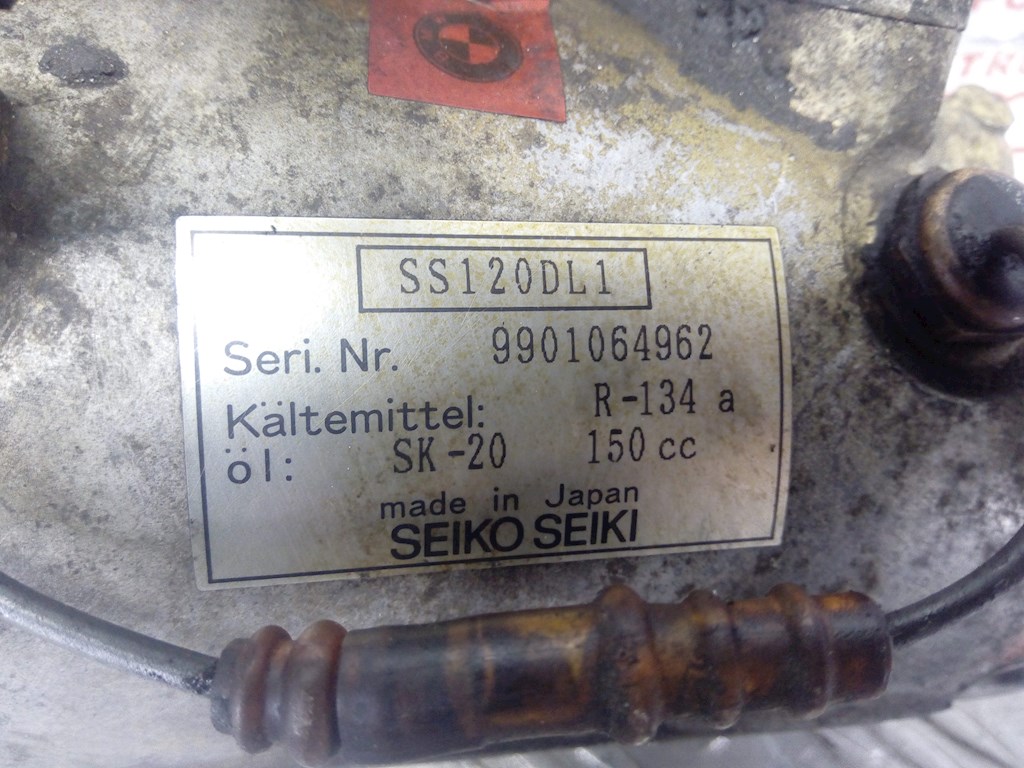 SS120DL1
Seri. Nr. 9901064962
Kältemittel: R-134 a
öl: SK-20 150 cc
made in Japan
SEIKO SEIKI